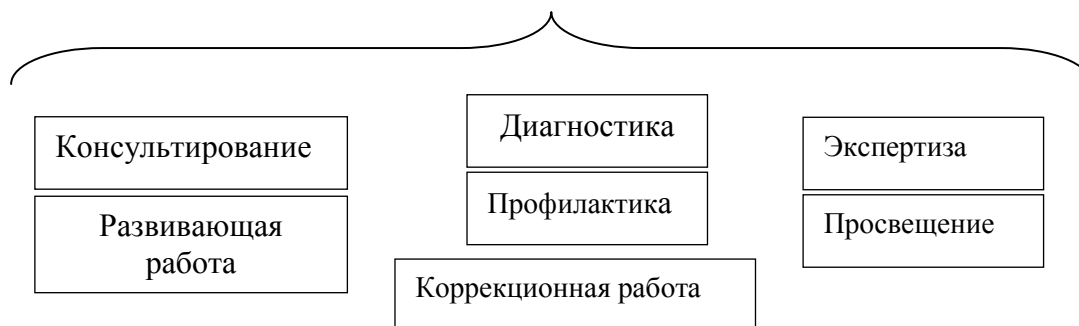 Консультирование
Развивающая
работа
Диагностика
Профилактика
Коррекционная работа
Экспертиза
Просвещение